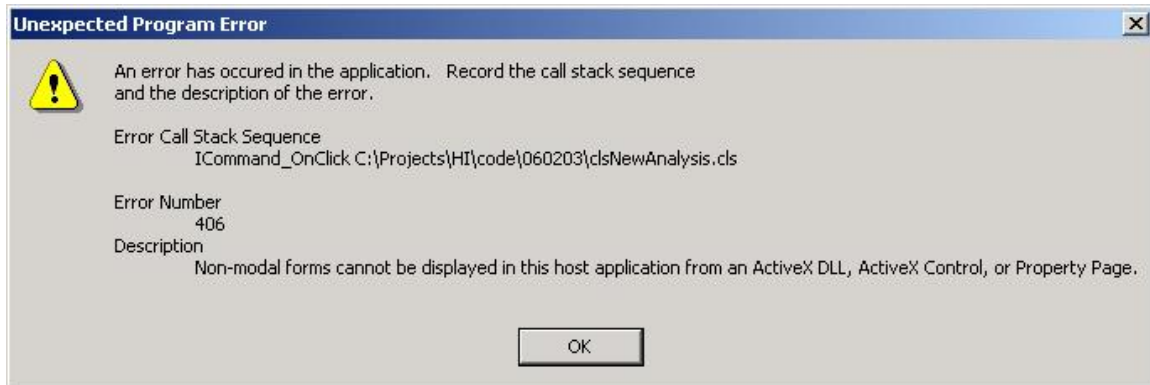 Unexpected Program Error
An error has occured in the application. Record the call stack sequence
and the description of the error.
Error Call Stack Sequence
ICommand_OnClick C:\Projects\HI\code\060203\clsNewAnalysis.cls
Error Number
406
Description
Non-modal forms cannot be displayed in this host application from an ActiveX DLL, ActiveX Control, or Property Page.
OK